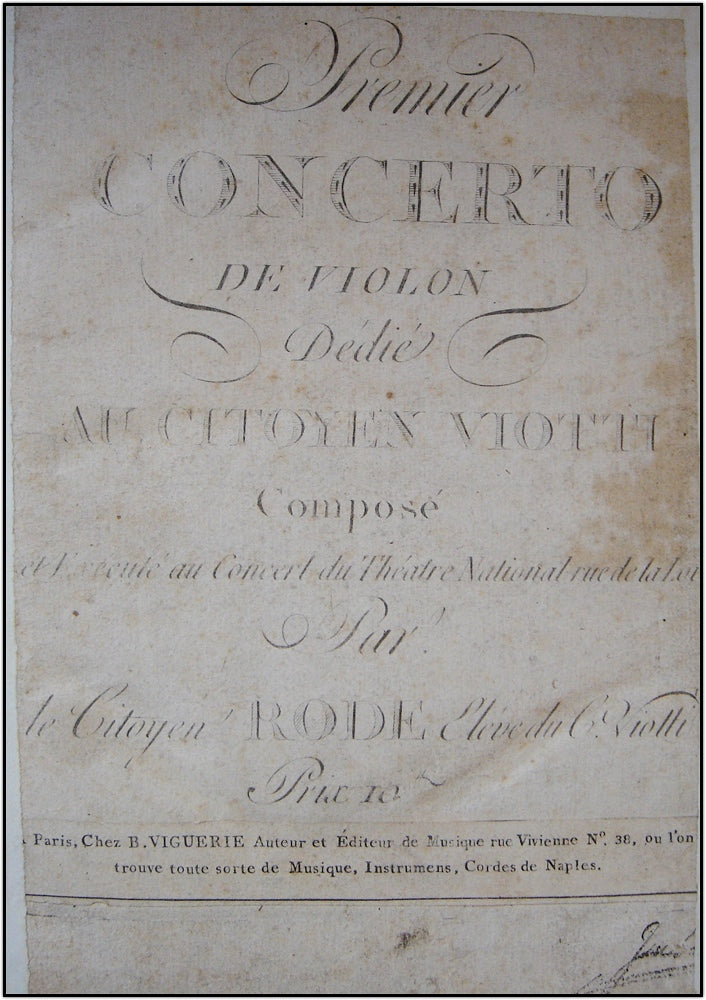 Premier
CONCERTO
DE VIOLON
Dédié
AU CITOYEN VIOTTI
Composé
et Exécuté au Concert du Théatre National rue de la Loi
Par
le Citoyen RODE Elève du C. Viotti
Prix 10
Paris, Chez B. VIGUERIE Auteur et Éditeur de Musique rue Vivienne Nº. 38, ou l'on
trouve toute sorte de Musique, Instrumens, Cordes de Naples.